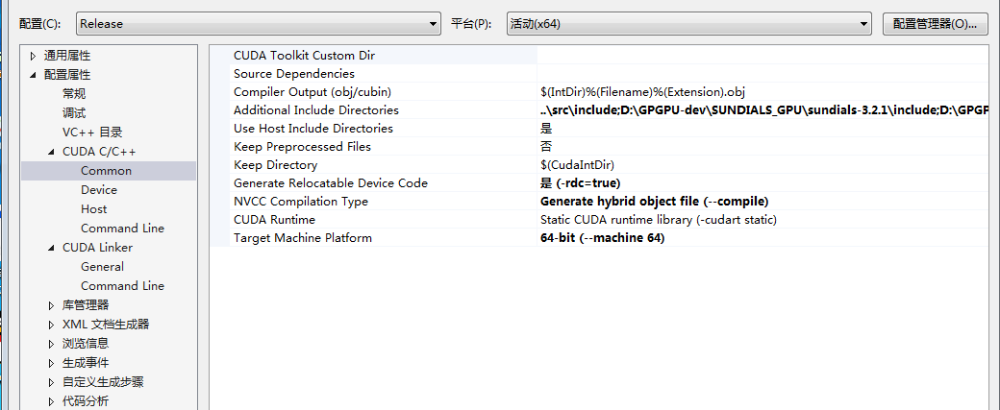 配置(C): Release 平台(P): 活动(x64) 配置管理器(O)...
通用属性
配置属性
常规
调试
VC++ 目录
CUDA C/C++
Common
Device
Host
Command Line
CUDA Linker
General
Command Line
库管理器
XML 文档生成器
浏览信息
生成事件
自定义生成步骤
代码分析
CUDA Toolkit Custom Dir
Source Dependencies
Compiler Output (obj/cubin) $(IntDir)%(Filename)%(Extension).obj
Additional Include Directories ..\src\include;D:\GPGPU-dev\SUNDIALS_GPU\sundials-3.2.1\include;D:\GPGP
Use Host Include Directories 是
Keep Preprocessed Files 否
Keep Directory $(CudaIntDir)
Generate Relocatable Device Code 是 (-rdc=true)
NVCC Compilation Type Generate hybrid object file (--compile)
CUDA Runtime Static CUDA runtime library (-cudart static)
Target Machine Platform 64-bit (--machine 64)